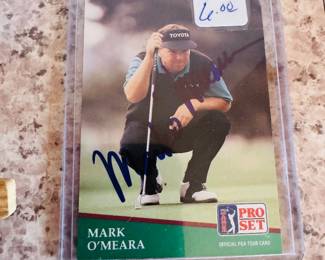 6.00
TOYOTA
MARK
O'MEARA
PRO
SET
OFFICIAL PGA TOUR CARD